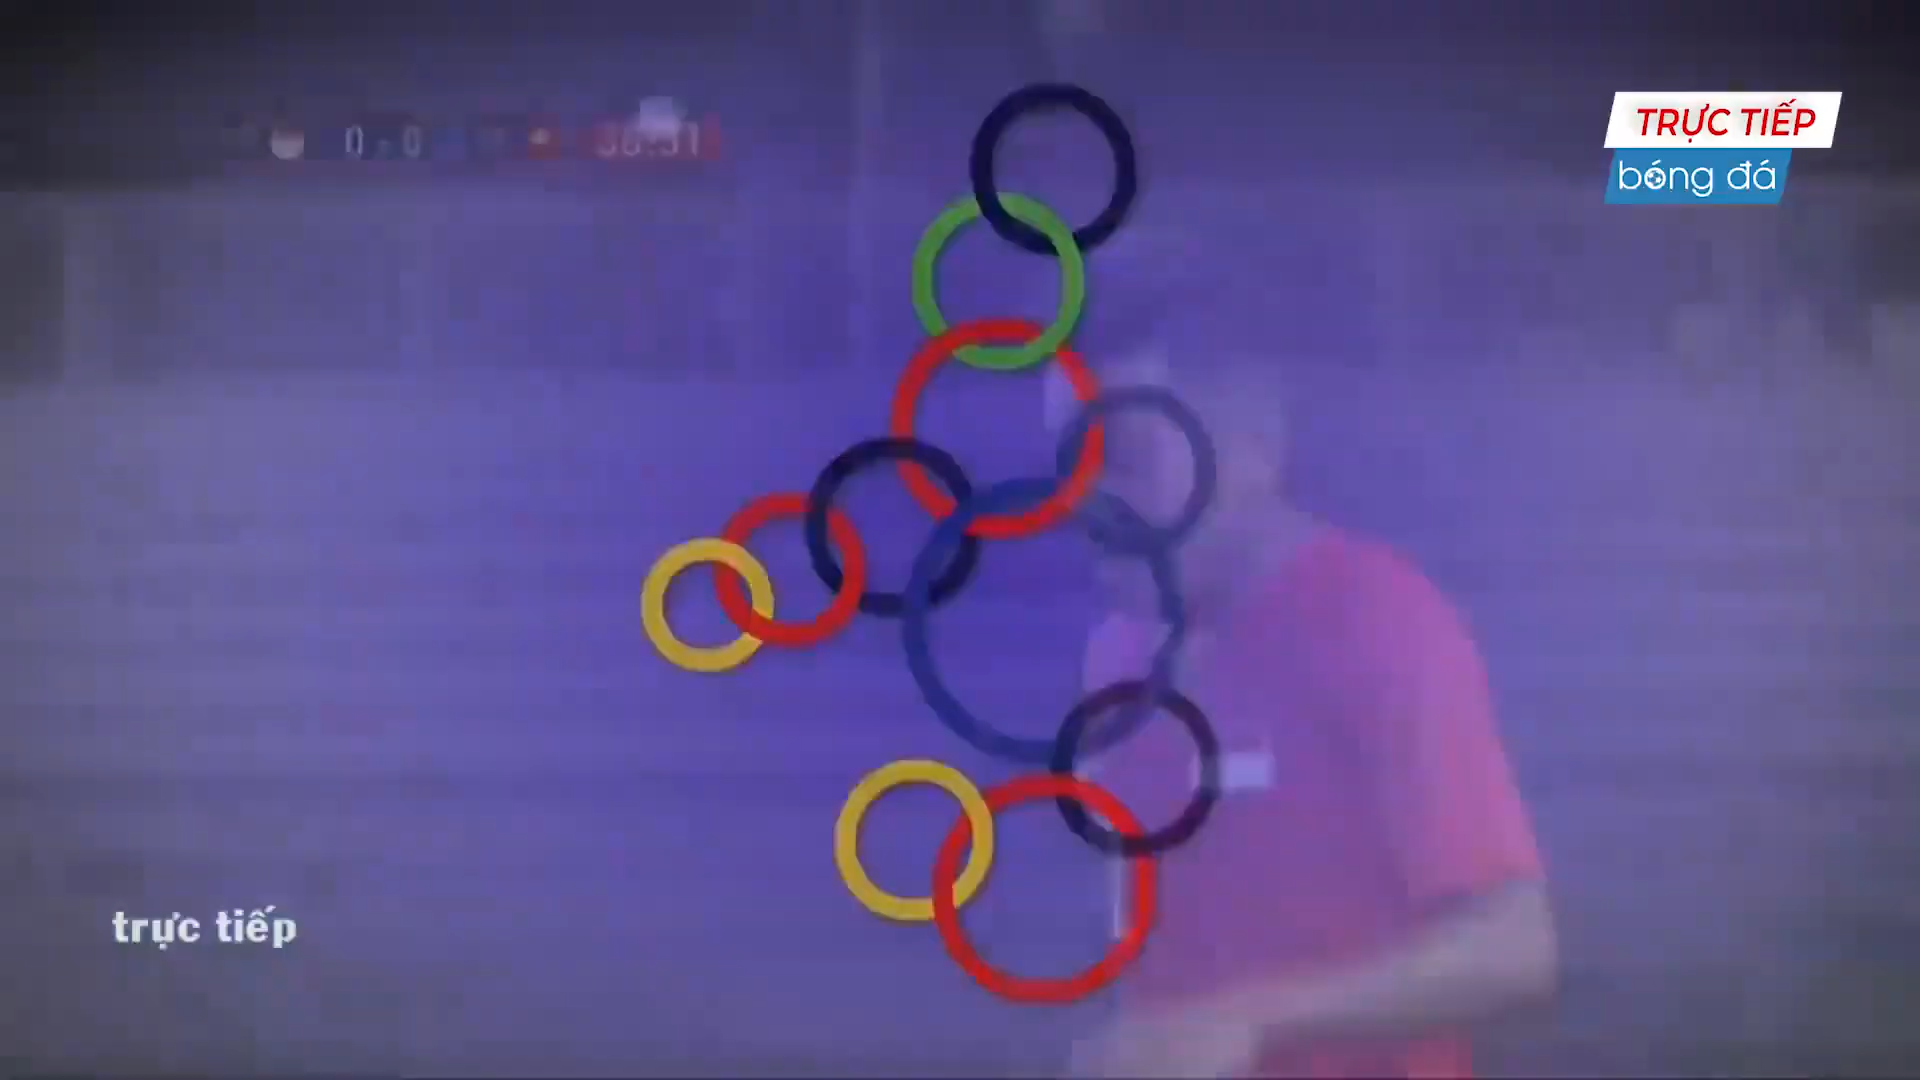 0 - 0
TRỰC TIẾP
bóng đá
trực tiếp